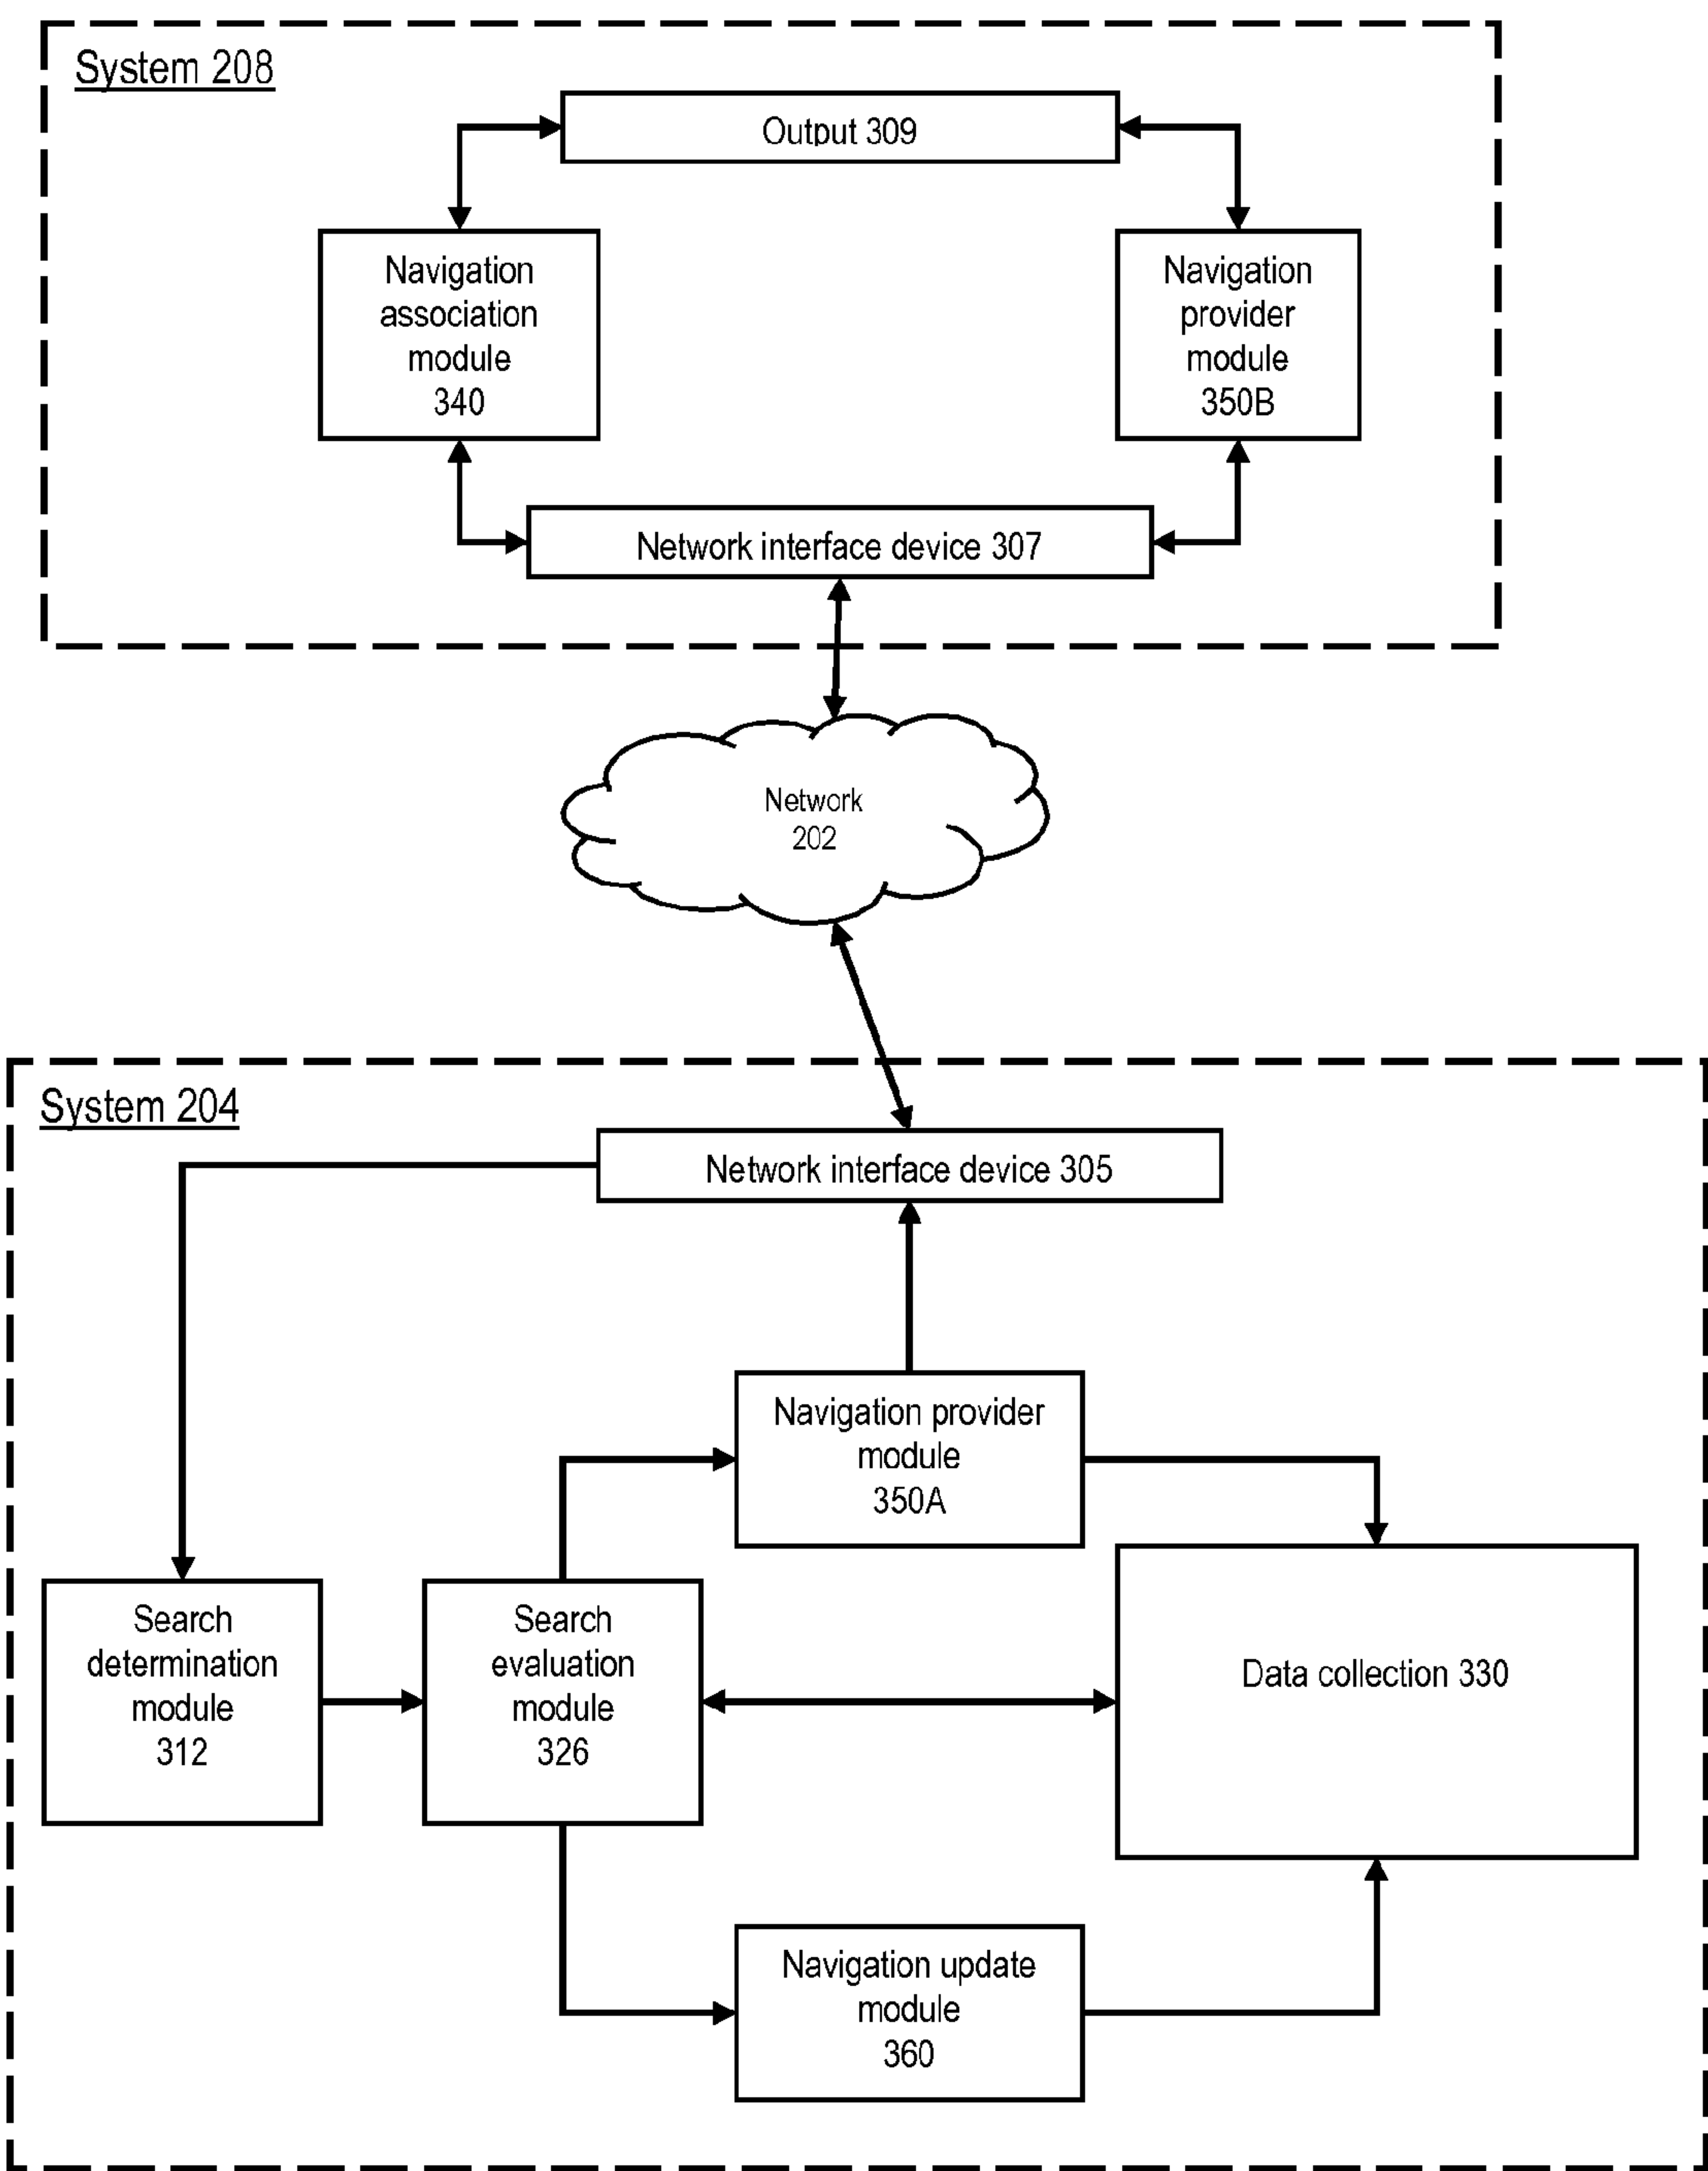 System 208
Output 309
Navigation
association
module
340
Navigation
provider
module
350B
Network interface device 307
Network
202
System 204
Network interface device 305
Navigation provider
module
350A
Search
determination
module
312
Search
evaluation
module
326
Data collection 330
Navigation update
module
360